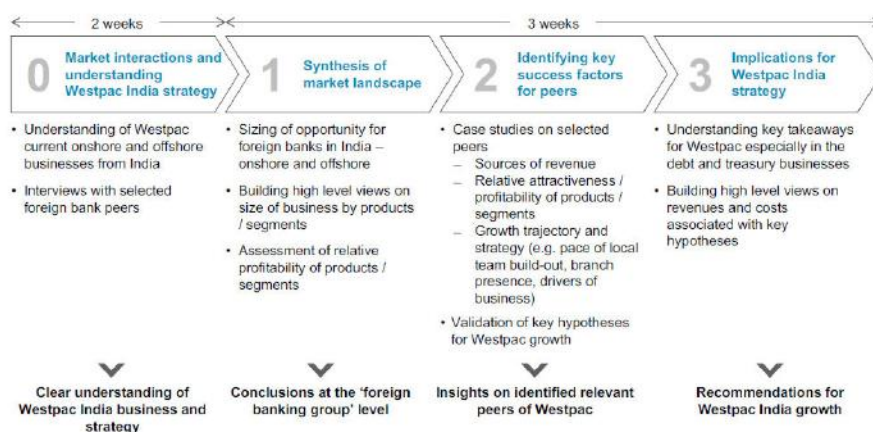 2 weeks
3 weeks
0
Market interactions and
understanding
Westpac India strategy
1
Synthesis of
market landscape
2
Identifying key
success factors
for peers
3
Implications for
Westpac India
strategy
• Understanding of Westpac
current onshore and offshore
businesses from India
• Interviews with selected
foreign bank peers
• Sizing of opportunity for
foreign banks in India –
onshore and offshore
• Building high level views on
size of business by products
/ segments
• Assessment of relative
profitability of products /
segments
• Case studies on selected
peers
– Sources of revenue
– Relative attractiveness /
profitability of products /
segments
– Growth trajectory and
strategy (e.g. pace of local
team build-out, branch
presence, drivers of
business)
• Validation of key hypotheses
for Westpac growth
• Understanding key takeaways
for Westpac especially in the
debt and treasury businesses
• Building high level views on
revenues and costs
associated with key
hypotheses
Clear understanding of
Westpac India business and
strategy
Conclusions at the 'foreign
banking group' level
Insights on identified relevant
peers of Westpac
Recommendations for
Westpac India growth